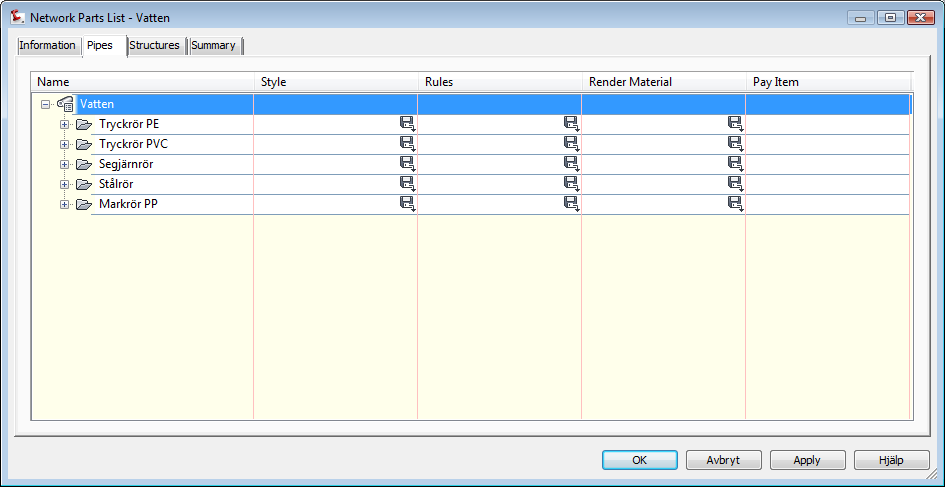 Network Parts List - Vatten
Information Pipes Structures Summary
Name Style Rules Render Material Pay Item
Vatten
Tryckrör PE
Tryckrör PVC
Segjärnrör
Stålrör
Markrör PP
OK Avbryt Apply Hjälp